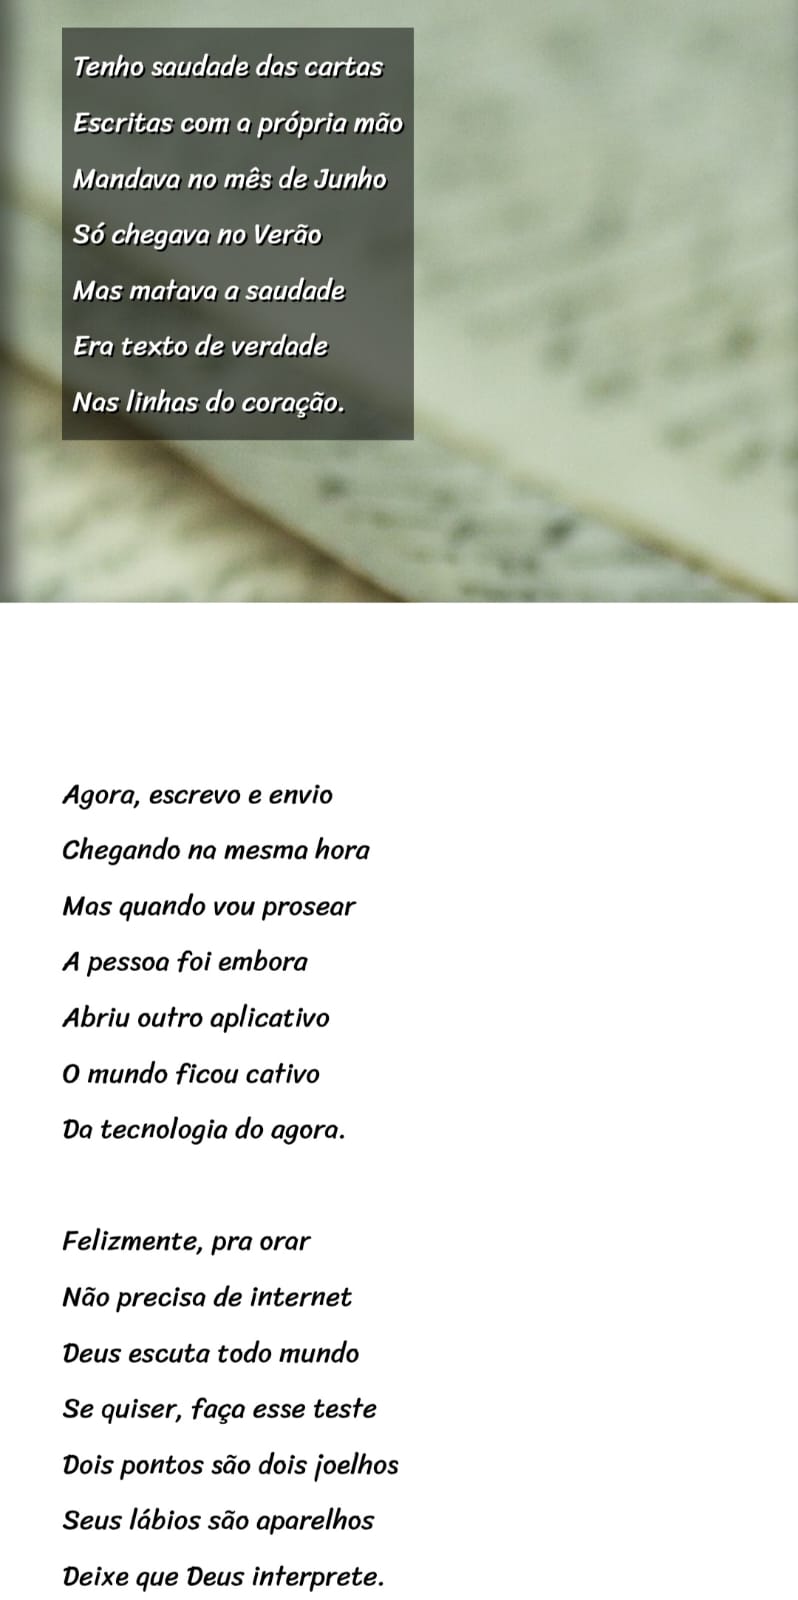 Tenho saudade das cartas
Escritas com a própria mão
Mandava no mês de Junho
Só chegava no Verão
Mas matava a saudade
Era texto de verdade
Nas linhas do coração.
Agora, escrevo e envio
Chegando na mesma hora
Mas quando vou prosear
A pessoa foi embora
Abriu outro aplicativo
O mundo ficou cativo
Da tecnologia do agora.
Felizmente, pra orar
Não precisa de internet
Deus escuta todo mundo
Se quiser, faça esse teste
Dois pontos são dois joelhos
Seus lábios são aparelhos
Deixe que Deus interprete.